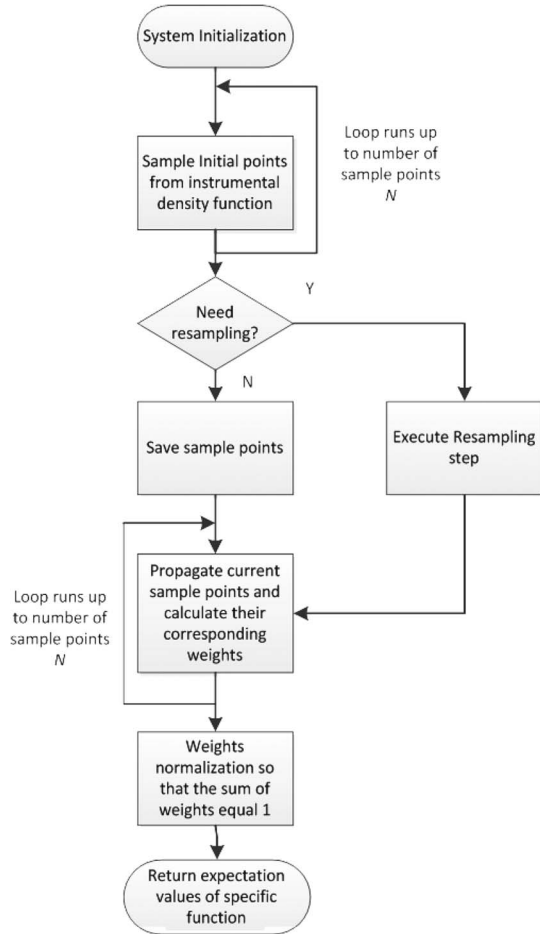 System Initialization
Loop runs up
to number of
sample points
N
Sample Initial points
from instrumental
density function
Y
Need
resampling?
N
Save sample points
Execute Resampling
step
Propagate current
sample points and
calculate their
corresponding
weights
Loop runs up
to number of
sample points
N
Weights
normalization so
that the sum of
weights equal 1
Return expectation
values of specific
function